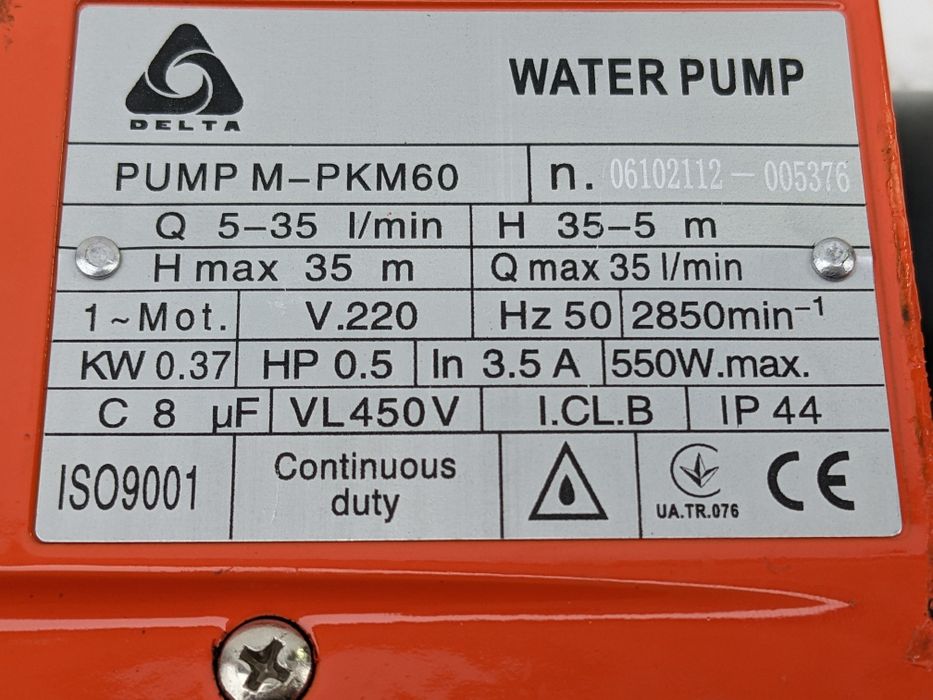 DELTA
WATER PUMP
PUMP M-PKM60 n. 06102112-005376
Q 5-35 l/min H 35-5 m
H max 35 m Q max 35 l/min
1~Mot. V.220 Hz 50 2850min⁻¹
KW 0.37 HP 0.5 In 3.5 A 550W.max.
C 8 µF VL450V I.CL.B IP 44
ISO9001 Continuous
duty
UA.TR.076
CE